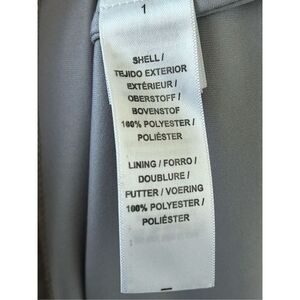 1
SHELL /
TEJIDO EXTERIOR
EXTÉRIEUR /
OBERSTOFF /
BOVENSTOF
100% POLYESTER /
POLIÉSTER
LINING / FORRO /
DOUBLURE /
FUTTER / VOERING
100% POLYESTER /
POLIÉSTER